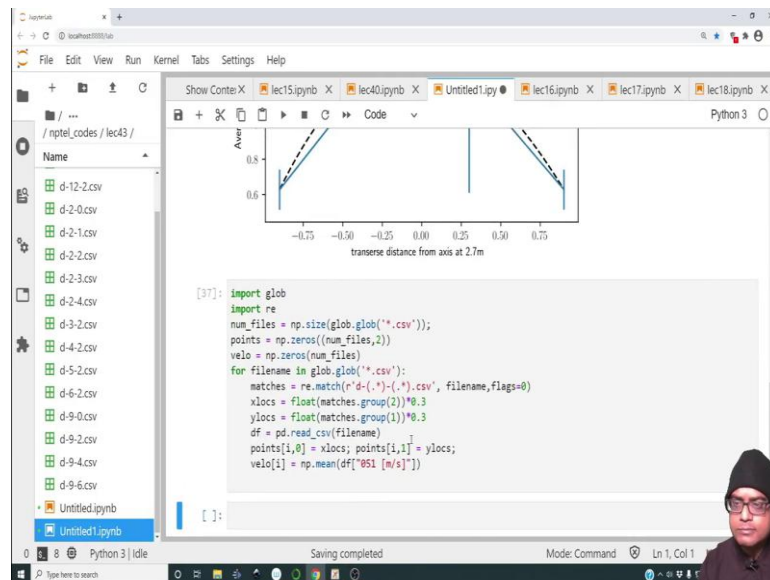 JupyterLab
localhost:8888/lab
File Edit View Run Kernel Tabs Settings Help
Show Conte: X lec15.ipynb X lec40.ipynb X Untitled1.ipy lec16.ipynb X lec17.ipynb X lec18.ipynb X
Code Python 3
/ ...
/ nptel_codes / lec43 /
Name
d-12-2.csv
d-2-0.csv
d-2-1.csv
d-2-2.csv
d-2-3.csv
d-2-4.csv
d-3-2.csv
d-4-2.csv
d-5-2.csv
d-6-2.csv
d-9-0.csv
d-9-2.csv
d-9-4.csv
d-9-6.csv
Untitled.ipynb
Untitled1.ipynb
Aver
0.8
0.6
−0.75 −0.50 −0.25 0.00 0.25 0.50 0.75
transerse distance from axis at 2.7m
[37]: import glob
import re
num_files = np.size(glob.glob('*.csv'));
points = np.zeros((num_files,2))
velo = np.zeros(num_files)
for filename in glob.glob('*.csv'):
matches = re.match(r'd-(.*)-(.*).csv', filename,flags=0)
xlocs = float(matches.group(2))*0.3
ylocs = float(matches.group(1))*0.3
df = pd.read_csv(filename)
points[i,0] = xlocs; points[i,1] = ylocs;
velo[i] = np.mean(df["051 [m/s]"])
[ ]:
0 8 Python 3 | Idle Saving completed Mode: Command Ln 1, Col 1
Type here to search